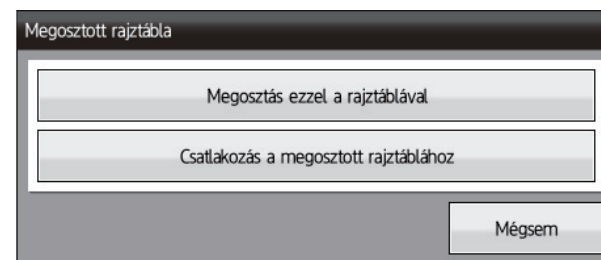 Megosztott rajztábla
Megosztás ezzel a rajztáblával
Csatlakozás a megosztott rajztáblához
Mégsem